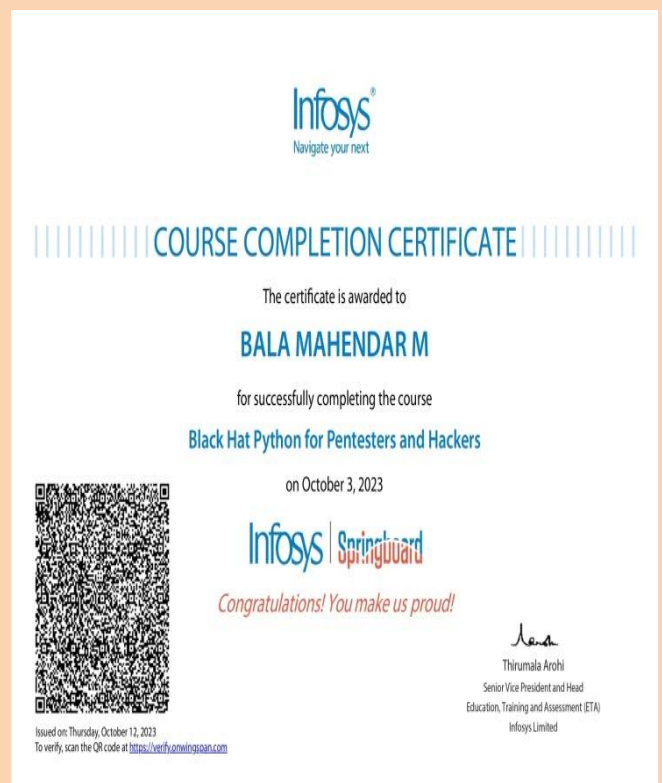 Infosys®
Navigate your next
COURSE COMPLETION CERTIFICATE
The certificate is awarded to
BALA MAHENDAR M
for successfully completing the course
Black Hat Python for Pentesters and Hackers
on October 3, 2023
Infosys | Springboard
Congratulations! You make us proud!
Thirumala Arohi
Senior Vice President and Head
Education, Training and Assessment (ETA)
Infosys Limited
Issued on: Thursday, October 12, 2023
To verify, scan the QR code at https://verify.onwingspan.com